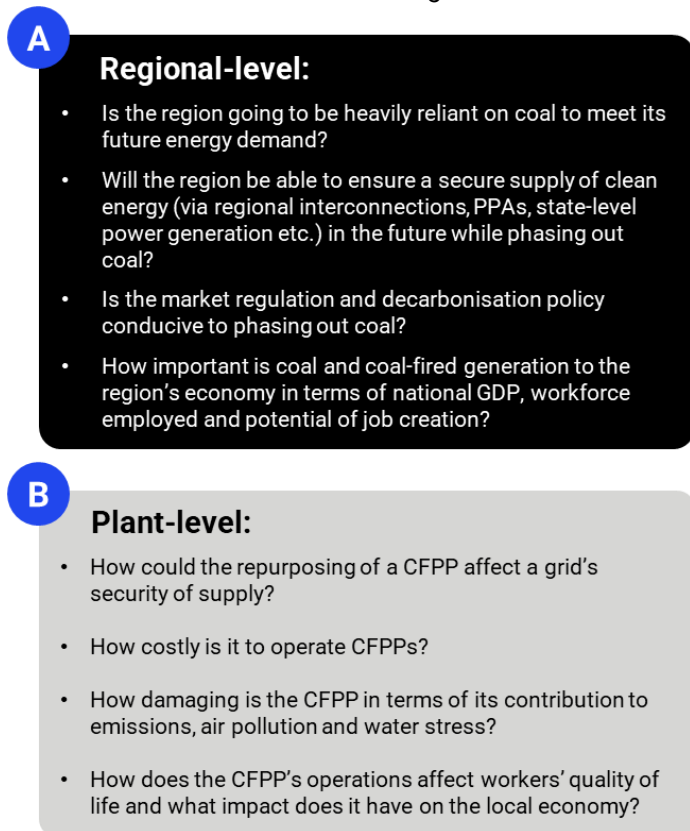 A
Regional-level:
• Is the region going to be heavily reliant on coal to meet its
future energy demand?
• Will the region be able to ensure a secure supply of clean
energy (via regional interconnections, PPAs, state-level
power generation etc.) in the future while phasing out
coal?
• Is the market regulation and decarbonisation policy
conducive to phasing out coal?
• How important is coal and coal-fired generation to the
region's economy in terms of national GDP, workforce
employed and potential of job creation?
B
Plant-level:
• How could the repurposing of a CFPP affect a grid's
security of supply?
• How costly is it to operate CFPPs?
• How damaging is the CFPP in terms of its contribution to
emissions, air pollution and water stress?
• How does the CFPP's operations affect workers' quality of
life and what impact does it have on the local economy?